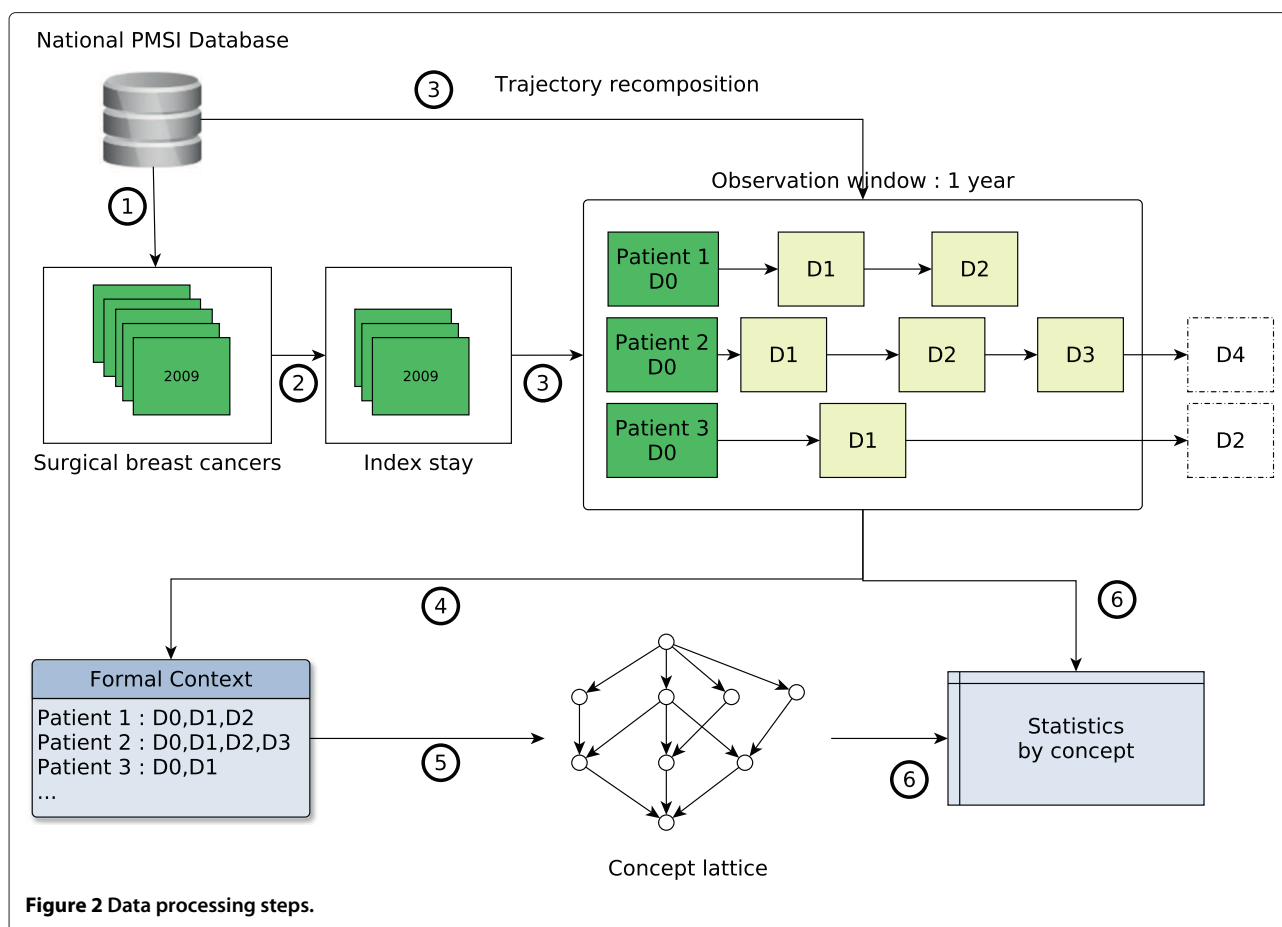 National PMSI Database
3
Trajectory recomposition
Observation window : 1 year
1
Patient 1
D0
D1
D2
2009
2
2009
3
Patient 2
D0
D1
D2
D3
D4
Patient 3
D0
D1
D2
Surgical breast cancers
Index stay
4
6
Formal Context
Patient 1 : D0,D1,D2
Patient 2 : D0,D1,D2,D3
Patient 3 : D0,D1
...
5
Concept lattice
6
Statistics
by concept
Figure 2 Data processing steps.